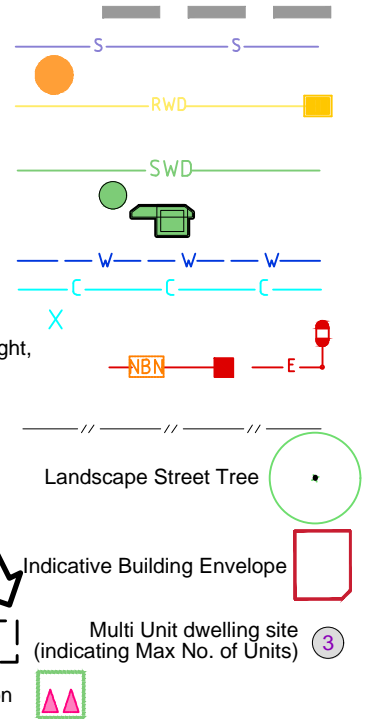 S S
RWD
SWD
W W W
C C C
X
ght,
NBN E
// // //
Landscape Street Tree
Indicative Building Envelope
Multi Unit dwelling site
(indicating Max No. of Units) 3
on